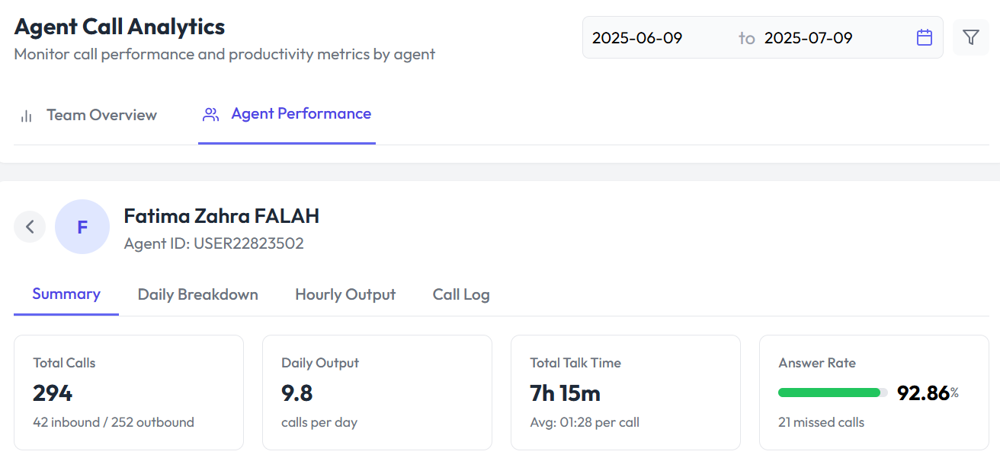 Agent Call Analytics
Monitor call performance and productivity metrics by agent
2025-06-09 to 2025-07-09
Team Overview Agent Performance
F
Fatima Zahra FALAH
Agent ID: USER22823502
Summary Daily Breakdown Hourly Output Call Log
Total Calls
294
42 inbound / 252 outbound
Daily Output
9.8
calls per day
Total Talk Time
7h 15m
Avg: 01:28 per call
Answer Rate
92.86%
21 missed calls